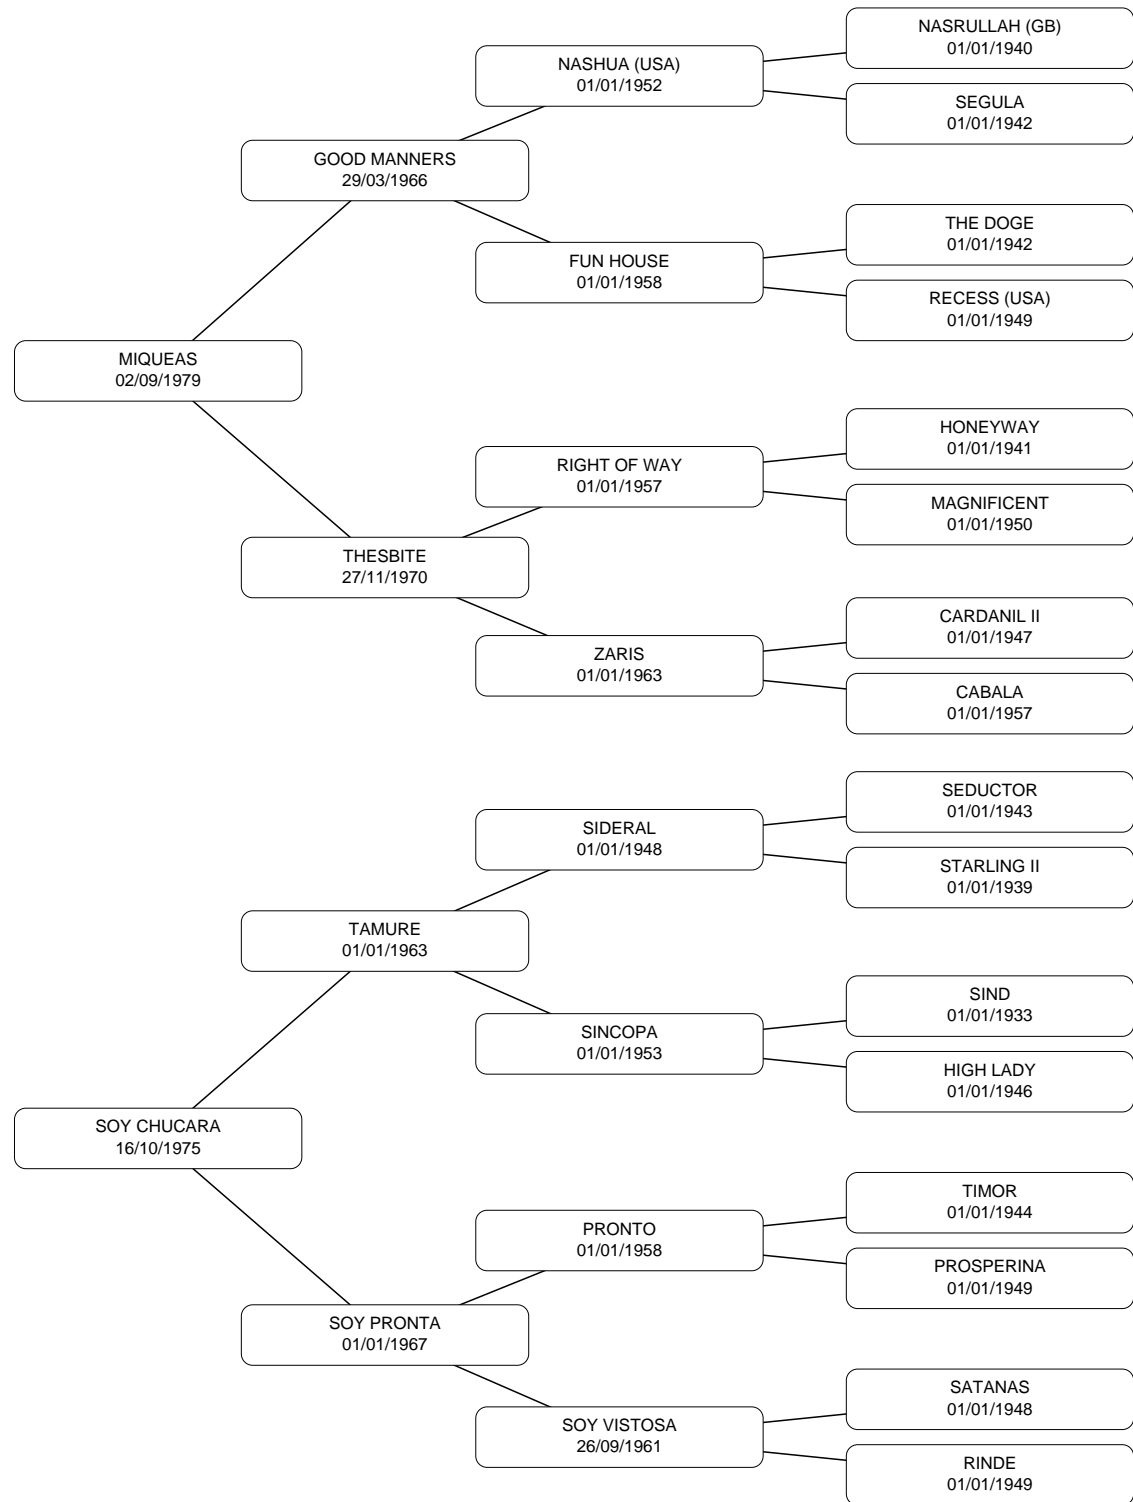 NASRULLAH (GB)
01/01/1940
NASHUA (USA)
01/01/1952
SEGULA
01/01/1942
GOOD MANNERS
29/03/1966
THE DOGE
01/01/1942
FUN HOUSE
01/01/1958
RECESS (USA)
01/01/1949
MIQUEAS
02/09/1979
HONEYWAY
01/01/1941
RIGHT OF WAY
01/01/1957
MAGNIFICENT
01/01/1950
THESBITE
27/11/1970
CARDANIL II
01/01/1947
ZARIS
01/01/1963
CABALA
01/01/1957
SEDUCTOR
01/01/1943
SIDERAL
01/01/1948
STARLING II
01/01/1939
TAMURE
01/01/1963
SIND
01/01/1933
SINCOPA
01/01/1953
HIGH LADY
01/01/1946
SOY CHUCARA
16/10/1975
TIMOR
01/01/1944
PRONTO
01/01/1958
PROSPERINA
01/01/1949
SOY PRONTA
01/01/1967
SATANAS
01/01/1948
SOY VISTOSA
26/09/1961
RINDE
01/01/1949